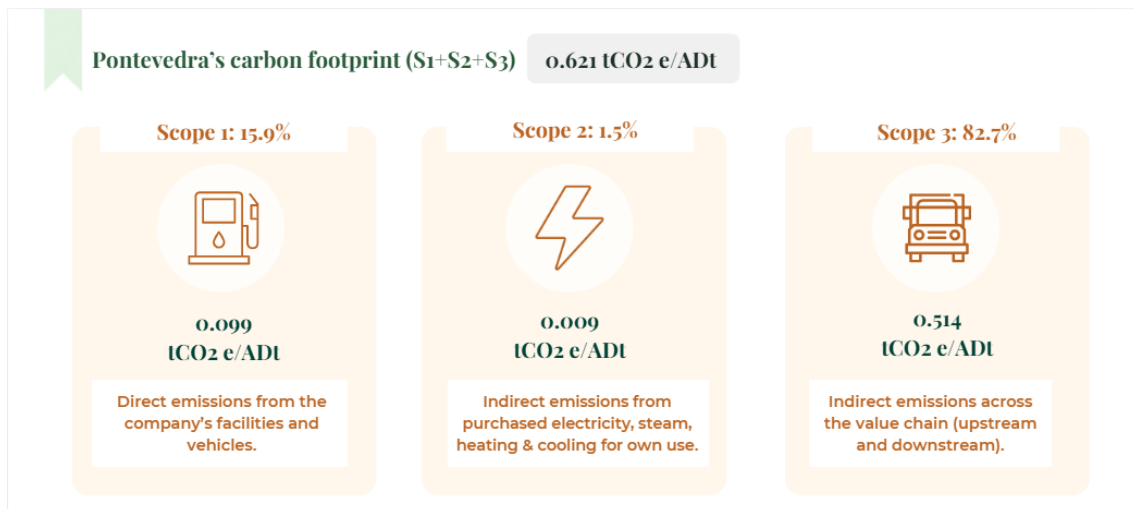 Pontevedra's carbon footprint (S1+S2+S3)
0.621 tCO2 e/ADt
Scope 1: 15.9%
0.099
tCO2 e/ADt
Direct emissions from the
company's facilities and
vehicles.
Scope 2: 1.5%
0.009
tCO2 e/ADt
Indirect emissions from
purchased electricity, steam,
heating & cooling for own use.
Scope 3: 82.7%
0.514
tCO2 e/ADt
Indirect emissions across
the value chain (upstream
and downstream).